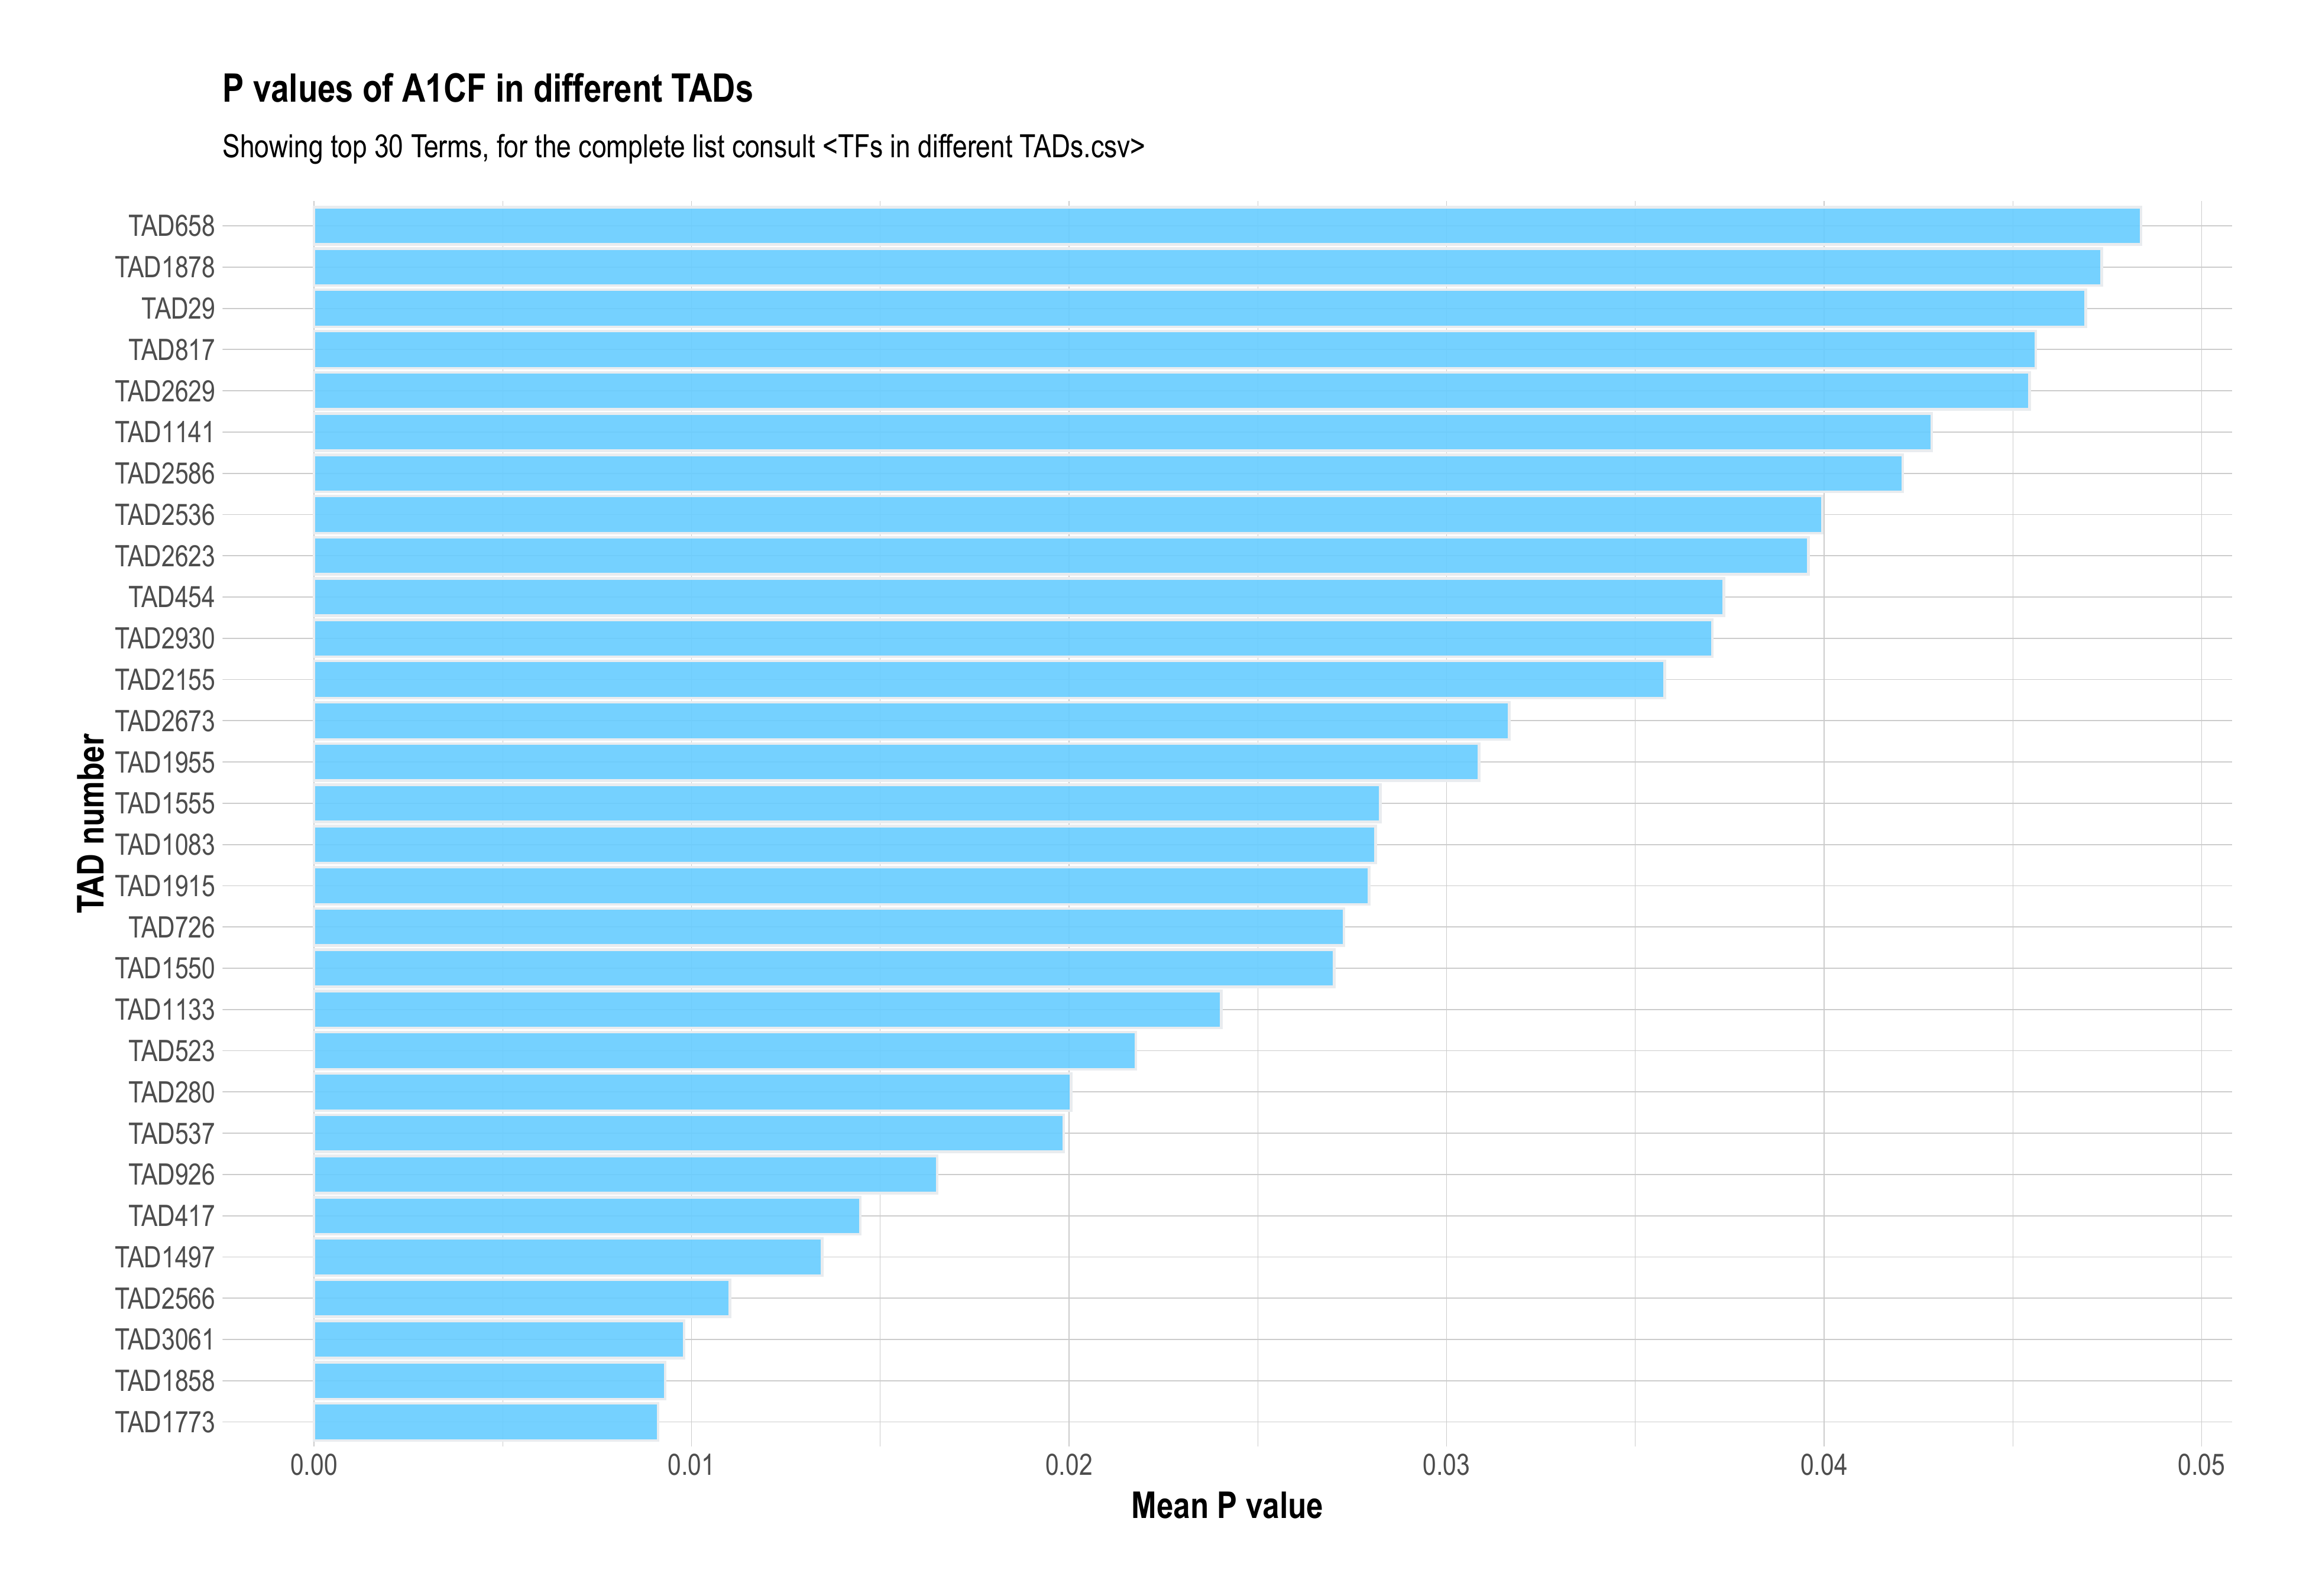 P values of A1CF in different TADs
Showing top 30 Terms, for the complete list consult <TFs in different TADs.csv>
TAD number
TAD658
TAD1878
TAD29
TAD817
TAD2629
TAD1141
TAD2586
TAD2536
TAD2623
TAD454
TAD2930
TAD2155
TAD2673
TAD1955
TAD1555
TAD1083
TAD1915
TAD726
TAD1550
TAD1133
TAD523
TAD280
TAD537
TAD926
TAD417
TAD1497
TAD2566
TAD3061
TAD1858
TAD1773
0.00 0.01 0.02 0.03 0.04 0.05
Mean P value